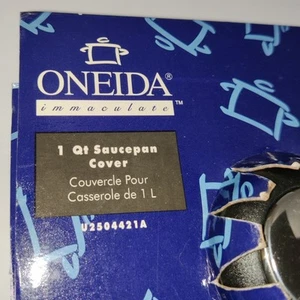 ONEIDA®
immaculate™
1 Qt Saucepan
Cover
Couvercle Pour
Casserole de 1 L
U2504421A